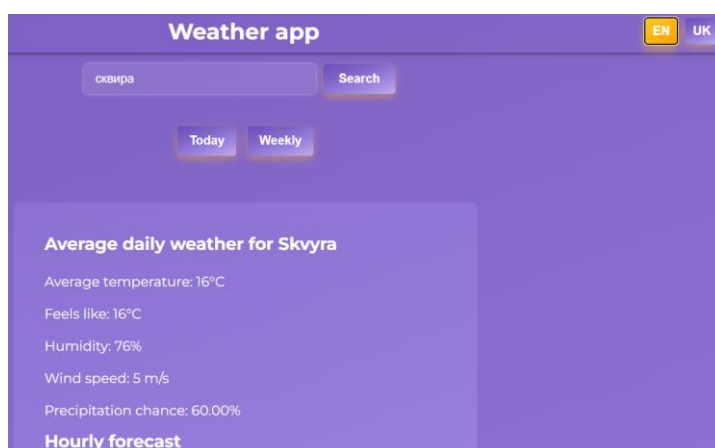 Weather app
EN UK
сквира Search
Today Weekly
Average daily weather for Skvyra
Average temperature: 16°C
Feels like: 16°C
Humidity: 76%
Wind speed: 5 m/s
Precipitation chance: 60.00%
Hourly forecast